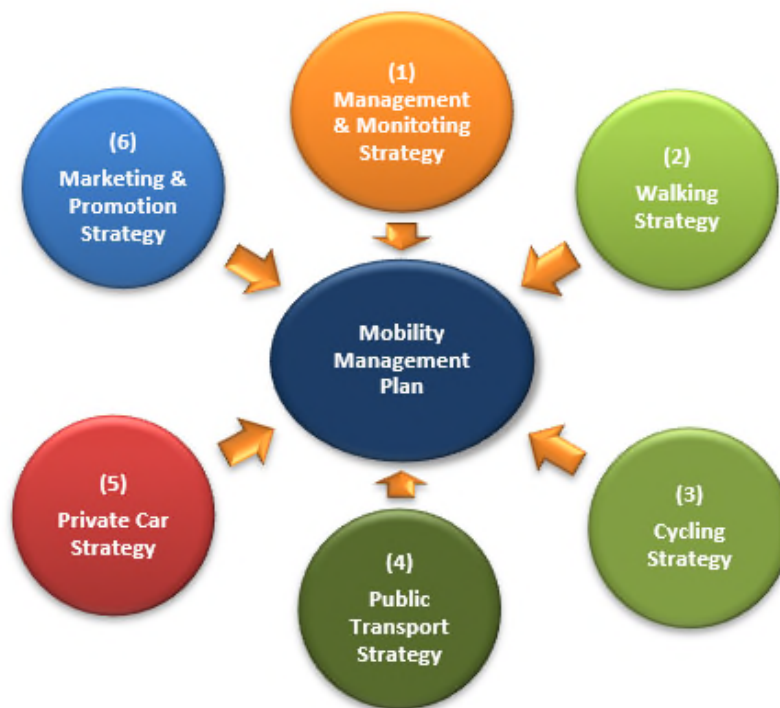 (1)
Management
& Monitoting
Strategy
(2)
Walking
Strategy
(3)
Cycling
Strategy
(4)
Public
Transport
Strategy
(5)
Private Car
Strategy
(6)
Marketing &
Promotion
Strategy
Mobility
Management
Plan